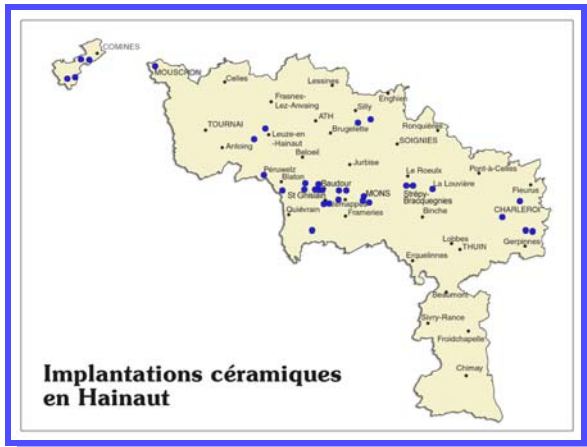 COMINES
MOUSCRON
Celles
Lessines
Enghien
Frasnes-
Lez-Anvaing
Silly
ATH
TOURNAI
Brugelette
Ronquières
Leuze-en
-Hainaut
SOIGNIES
Antoing
Beloeil
Jurbise
Péruwelz
Blaton
Le Roeulx
Pont-à-Celles
Baudour
La Louvière
Fleurus
St Ghislain
MONS
Strépy-
Bracquegnies
Jemappes
Quiévrain
Frameries
Binche
CHARLEROI
Lobbes
THUIN
Gerpinnes
Erquelinnes
Beaumont
Sivry-Rance
Froidchapelle
Chimay
Implantations céramiques
en Hainaut